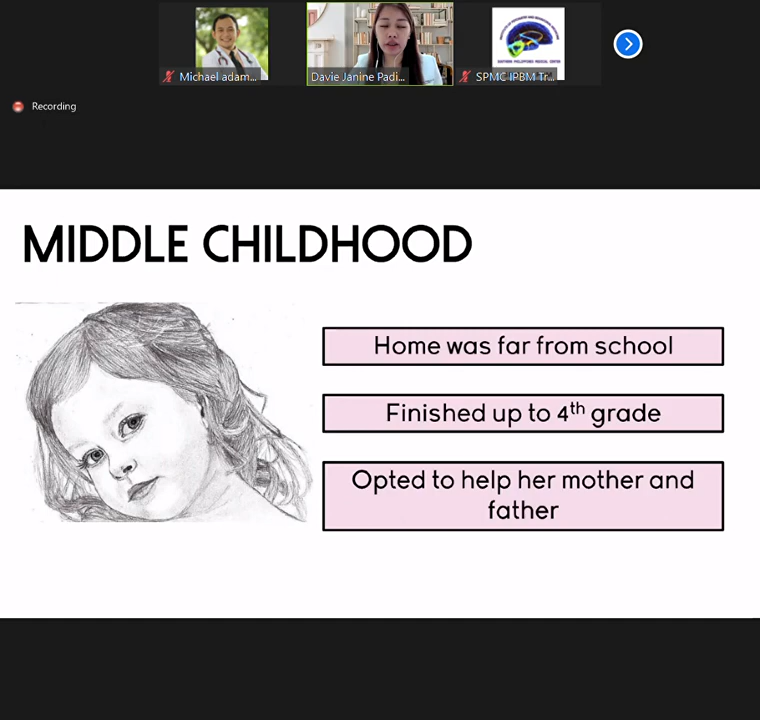 Michael adam...
Davie Janine Padi...
SPMC IPBM Tr...
Recording
MIDDLE CHILDHOOD
Home was far from school
Finished up to 4th grade
Opted to help her mother and
father